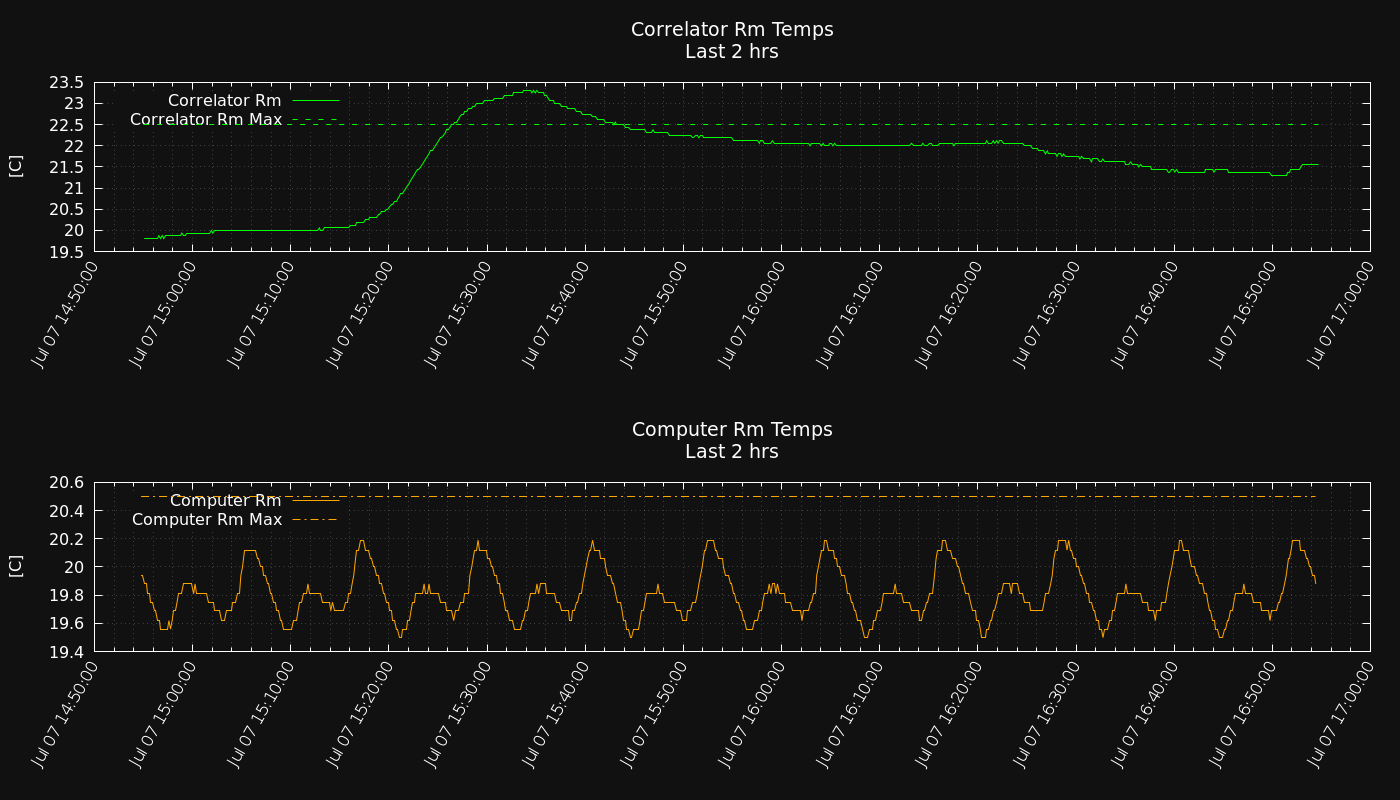 Correlator Rm Temps
Last 2 hrs
[C]
23.5
23
22.5
22
21.5
21
20.5
20
19.5
Correlator Rm
Correlator Rm Max
Jul 07 14:50:00
Jul 07 15:00:00
Jul 07 15:10:00
Jul 07 15:20:00
Jul 07 15:30:00
Jul 07 15:40:00
Jul 07 15:50:00
Jul 07 16:00:00
Jul 07 16:10:00
Jul 07 16:20:00
Jul 07 16:30:00
Jul 07 16:40:00
Jul 07 16:50:00
Jul 07 17:00:00
Computer Rm Temps
Last 2 hrs
[C]
20.6
20.4
20.2
20
19.8
19.6
19.4
Computer Rm
Computer Rm Max
Jul 07 14:50:00
Jul 07 15:00:00
Jul 07 15:10:00
Jul 07 15:20:00
Jul 07 15:30:00
Jul 07 15:40:00
Jul 07 15:50:00
Jul 07 16:00:00
Jul 07 16:10:00
Jul 07 16:20:00
Jul 07 16:30:00
Jul 07 16:40:00
Jul 07 16:50:00
Jul 07 17:00:00